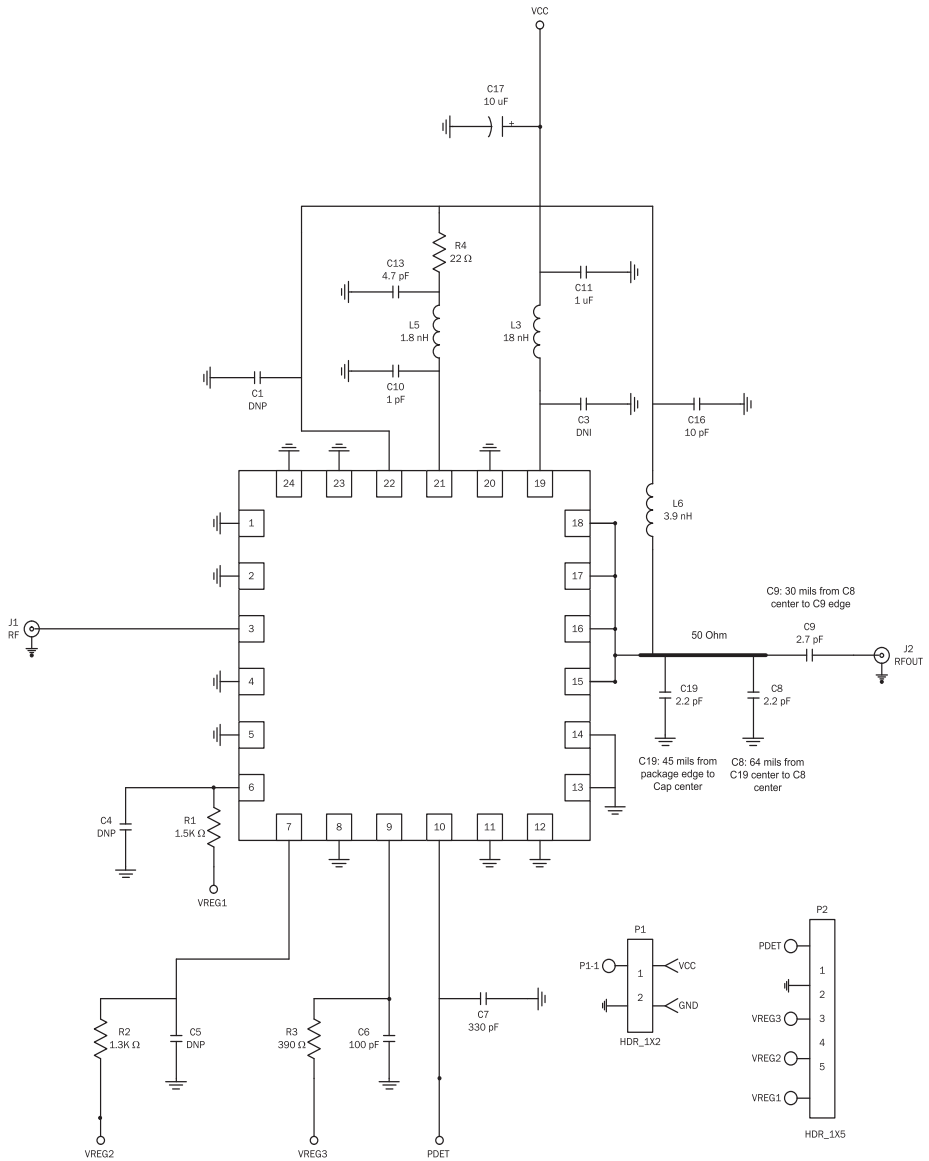 VCC
C17
10 uF
+
R4
22 Ω
C13
4.7 pF
C11
1 uF
L5
1.8 nH
L3
18 nH
C10
1 pF
C1
DNP
C3
DNI
C16
10 pF
24
23
22
21
20
19
L6
3.9 nH
1
18
2
17
C9: 30 mils from C8
center to C9 edge
J1
RF
3
16
50 Ohm
C9
2.7 pF
J2
RFOUT
4
15
C19
2.2 pF
C8
2.2 pF
5
14
C19: 45 mils from
package edge to
Cap center
C8: 64 mils from
C19 center to C8
center
6
13
C4
DNP
R1
1.5K Ω
7
8
9
10
11
12
VREG1
P1
P1-1
1
VCC
2
GND
HDR_1X2
P2
PDET
1
2
VREG3
3
4
VREG2
5
VREG1
HDR_1X5
C7
330 pF
R2
1.3K Ω
C5
DNP
R3
390 Ω
C6
100 pF
VREG2
VREG3
PDET